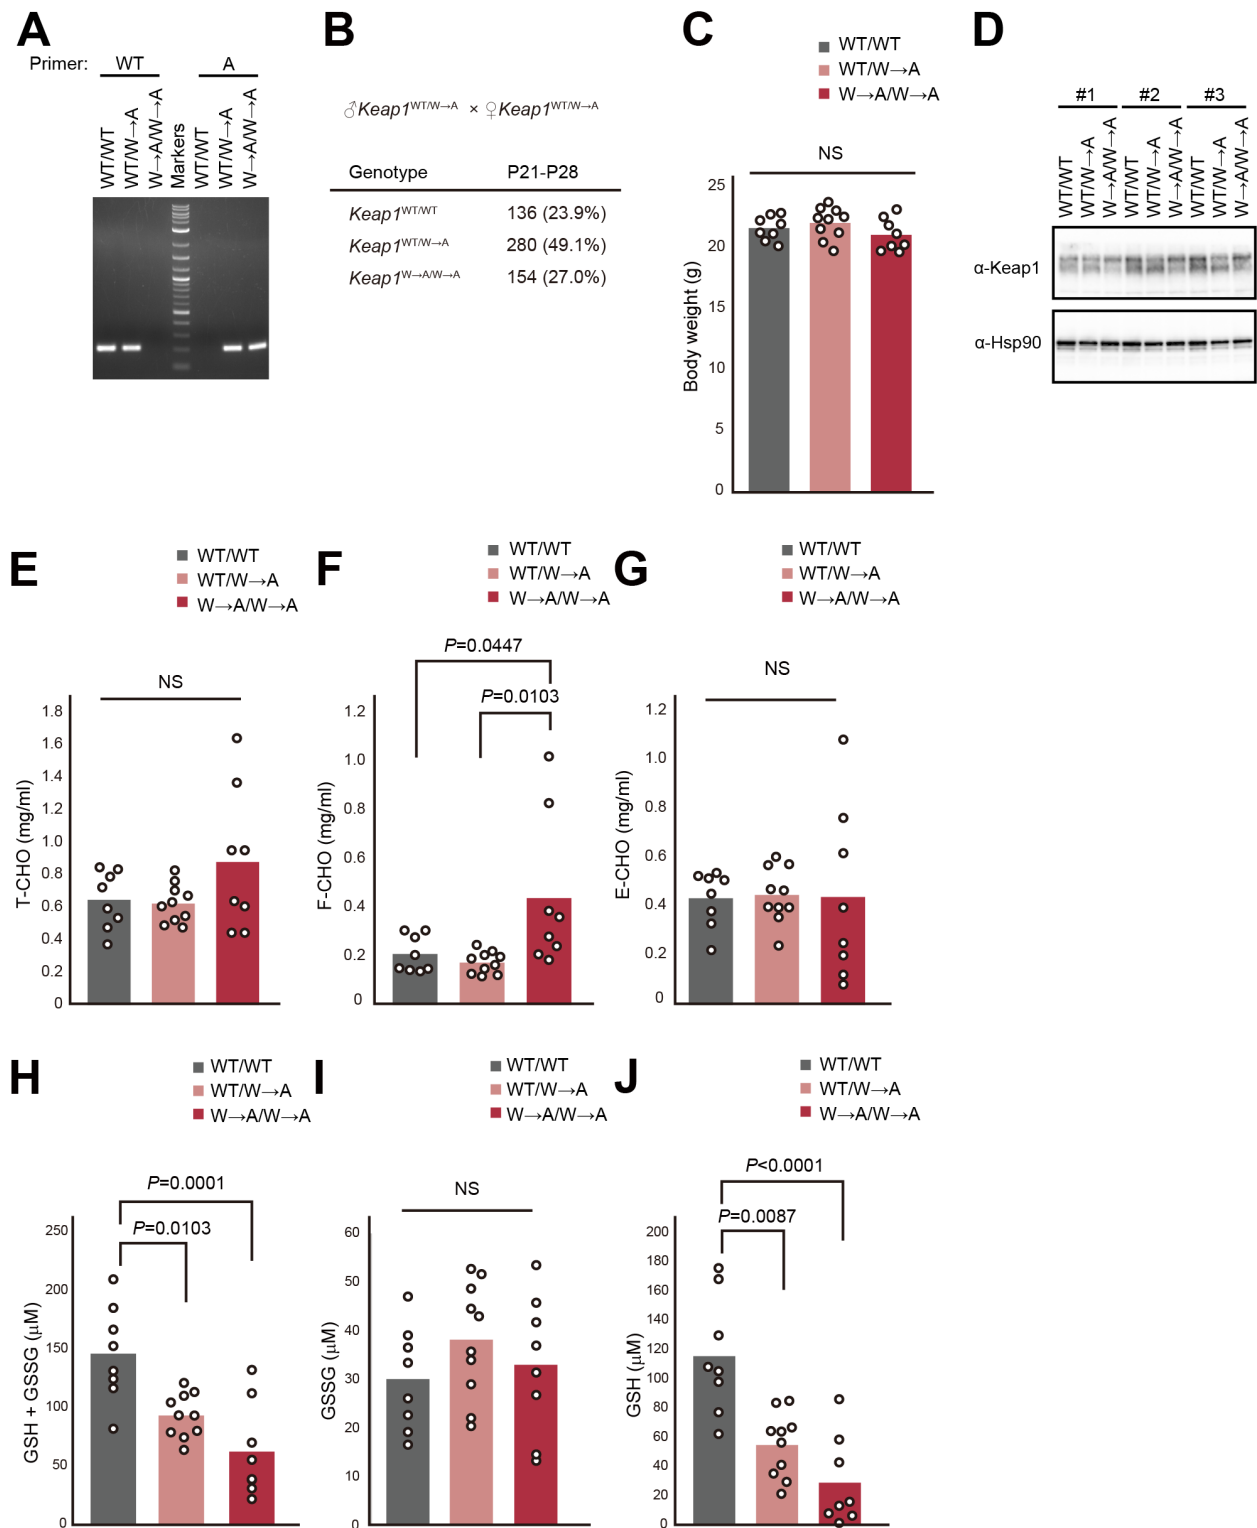 A
Primer:
WT
A
WT/WT
WT/W→A
W→A/W→A
Markers
WT/WT
WT/W→A
W→A/W→A
B
♂Keap1WT/W→A × ♀Keap1WT/W→A
Genotype P21-P28
Keap1WT/WT 136 (23.9%)
Keap1WT/W→A 280 (49.1%)
Keap1W→A/W→A 154 (27.0%)
C
WT/WT
WT/W→A
W→A/W→A
NS
Body weight (g)
25
20
15
10
5
0
D
#1 #2 #3
WT/WT
WT/W→A
W→A/W→A
WT/WT
WT/W→A
W→A/W→A
WT/WT
WT/W→A
W→A/W→A
α-Keap1
α-Hsp90
E
WT/WT
WT/W→A
W→A/W→A
NS
T-CHO (mg/ml)
1.8
1.6
1.4
1.2
1.0
0.8
0.6
0.4
0.2
0
F
WT/WT
WT/W→A
W→A/W→A
P=0.0447
P=0.0103
F-CHO (mg/ml)
1.2
1.0
0.8
0.6
0.4
0.2
0
G
WT/WT
WT/W→A
W→A/W→A
NS
E-CHO (mg/ml)
1.2
1.0
0.8
0.6
0.4
0.2
0
H
WT/WT
WT/W→A
W→A/W→A
P=0.0001
P=0.0103
GSH + GSSG (μM)
250
200
150
100
50
0
I
WT/WT
WT/W→A
W→A/W→A
NS
GSSG (μM)
60
50
40
30
20
10
0
J
WT/WT
WT/W→A
W→A/W→A
P<0.0001
P=0.0087
GSH (μM)
200
180
160
140
120
100
80
60
40
20
0